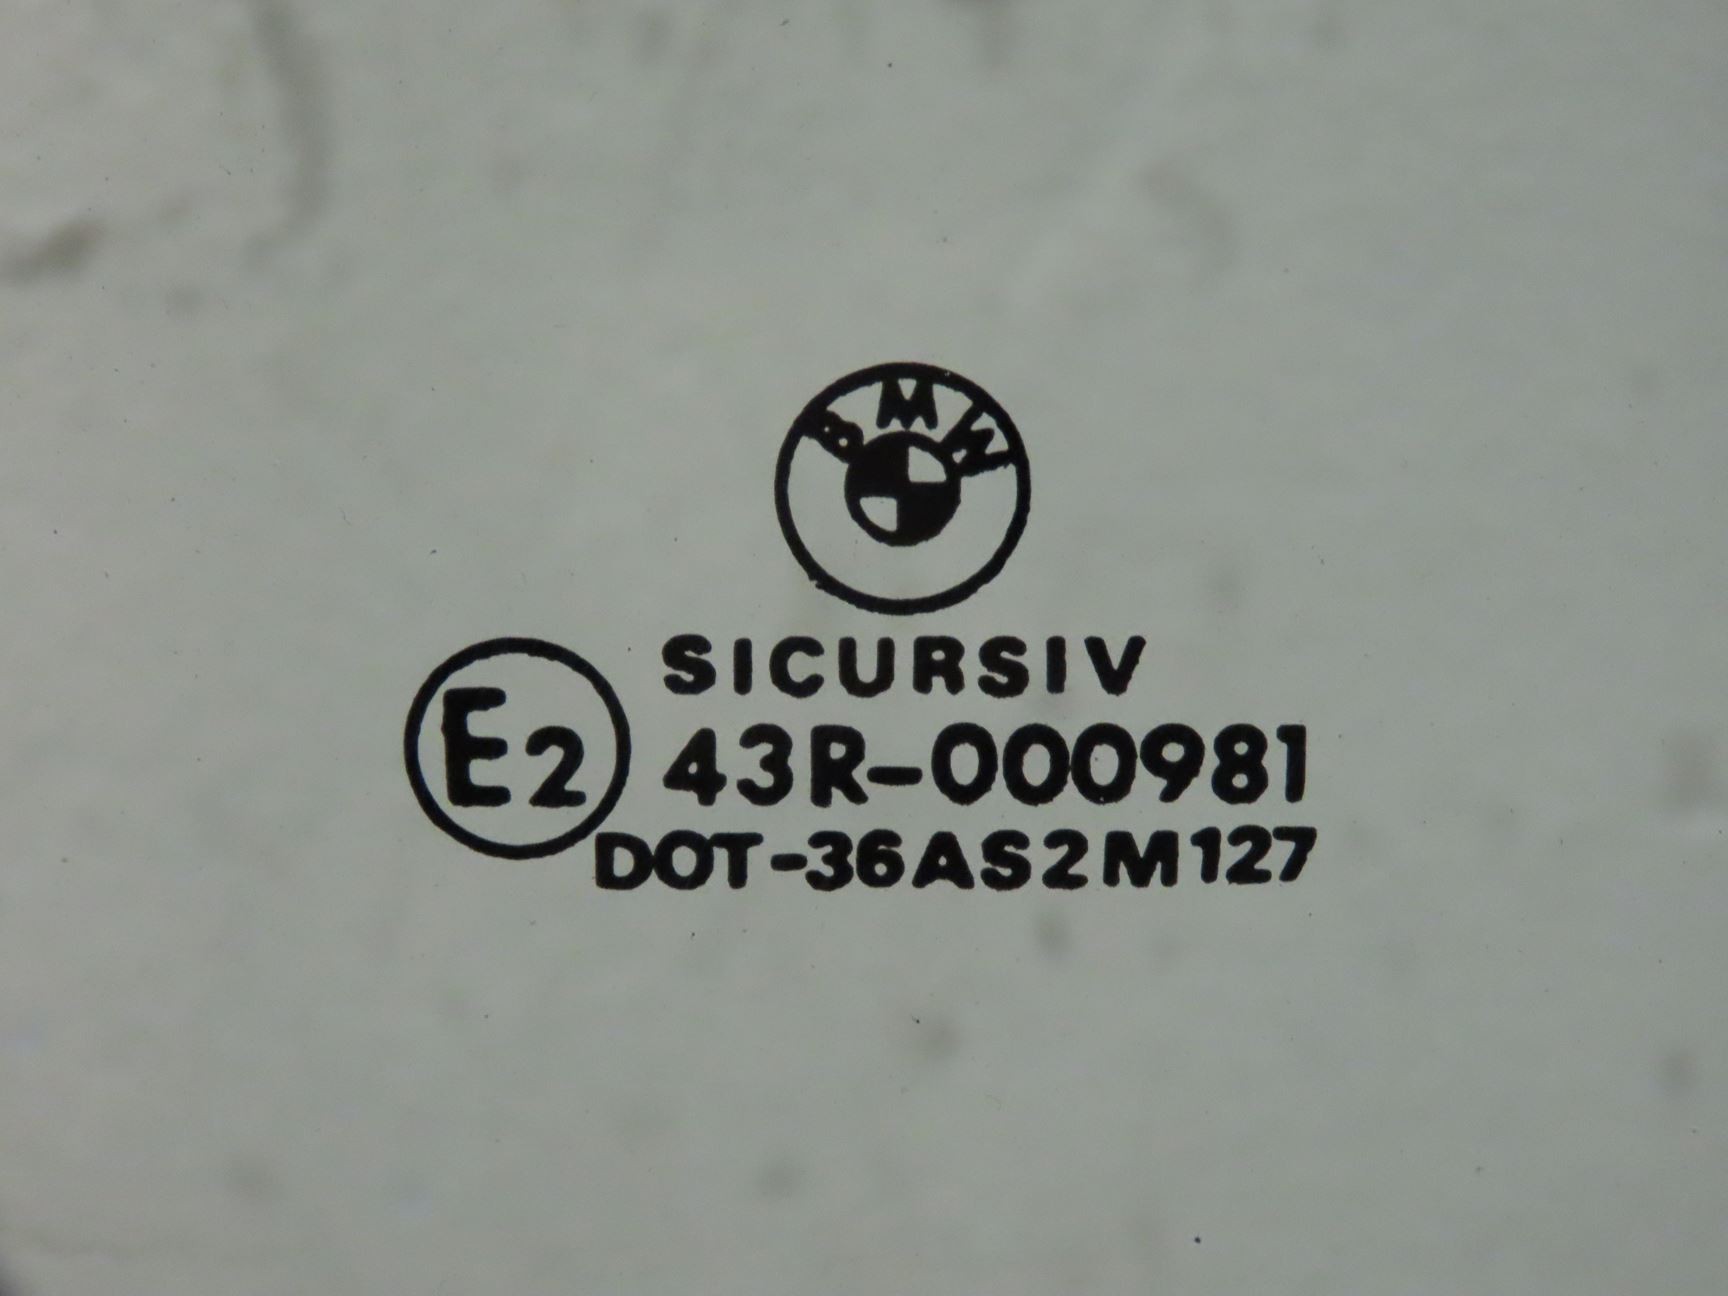 BMW
SICURSIV
E2 43R-000981
DOT-36AS2M127